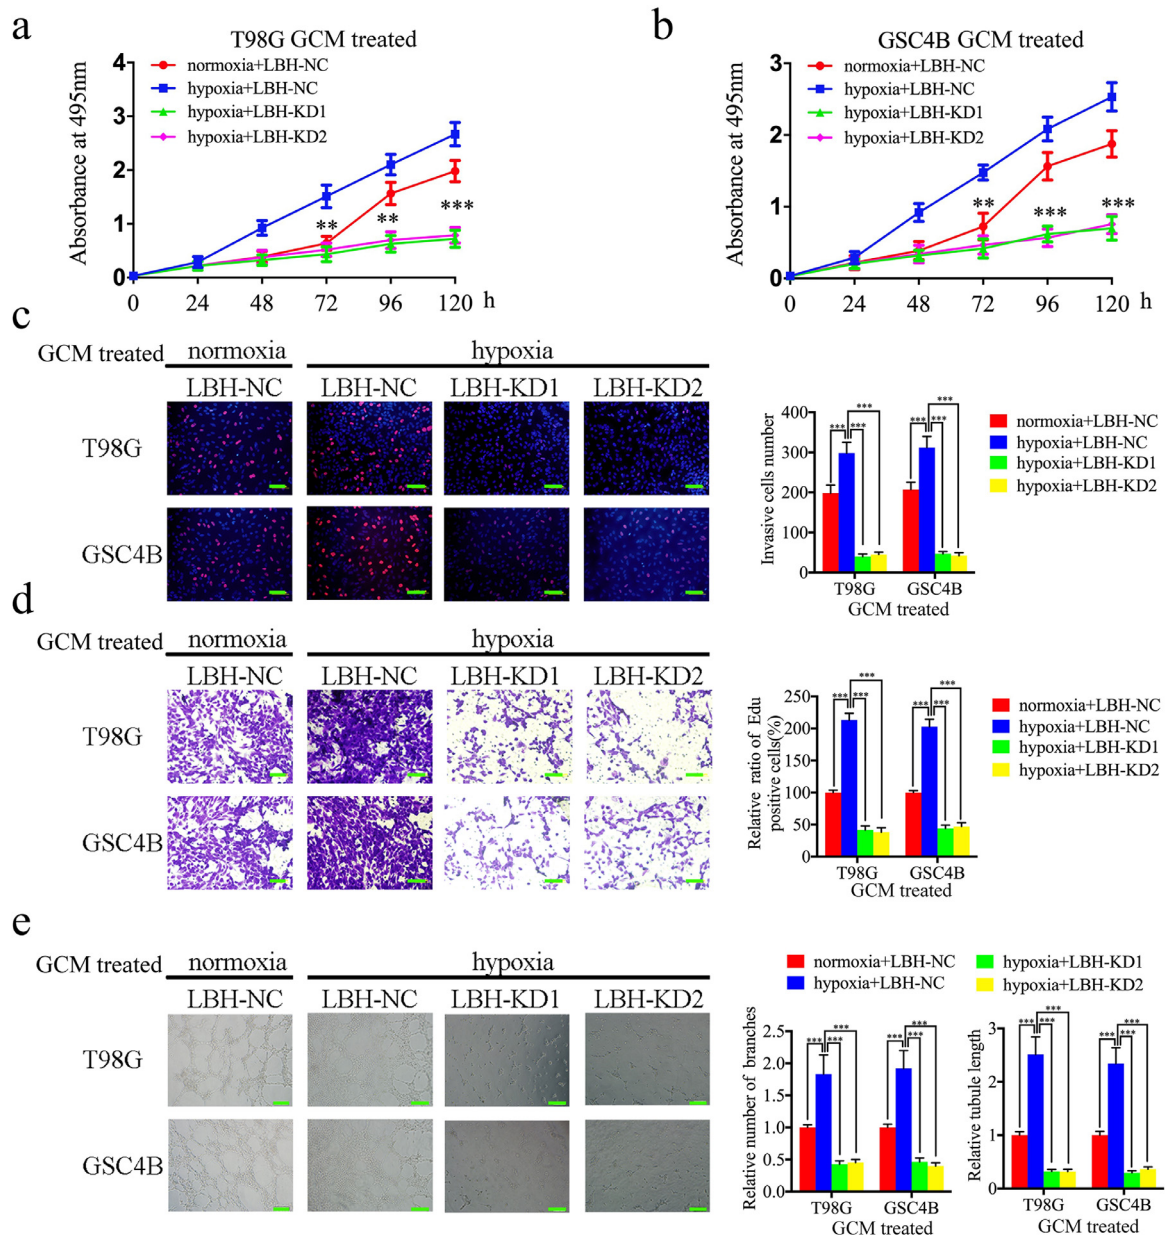 a
T98G GCM treated
normoxia+LBH-NC
hypoxia+LBH-NC
hypoxia+LBH-KD1
hypoxia+LBH-KD2
Absorbance at 495nm
4
3
2
1
0
** ** ***
0 24 48 72 96 120 h
b
GSC4B GCM treated
normoxia+LBH-NC
hypoxia+LBH-NC
hypoxia+LBH-KD1
hypoxia+LBH-KD2
Absorbance at 495nm
3
2
1
0
** *** ***
0 24 48 72 96 120 h
c
GCM treated normoxia hypoxia
LBH-NC LBH-NC LBH-KD1 LBH-KD2
T98G
GSC4B
Invasive cells number
400
300
200
100
0
*** *** ***
*** *** ***
T98G GSC4B
GCM treated
normoxia+LBH-NC
hypoxia+LBH-NC
hypoxia+LBH-KD1
hypoxia+LBH-KD2
d
GCM treated normoxia hypoxia
LBH-NC LBH-NC LBH-KD1 LBH-KD2
T98G
GSC4B
Relative ratio of Edu
positive cells(%)
250
200
150
100
50
0
*** *** ***
*** *** ***
T98G GSC4B
GCM treated
normoxia+LBH-NC
hypoxia+LBH-NC
hypoxia+LBH-KD1
hypoxia+LBH-KD2
e
GCM treated normoxia hypoxia
LBH-NC LBH-NC LBH-KD1 LBH-KD2
T98G
GSC4B
normoxia+LBH-NC hypoxia+LBH-KD1
hypoxia+LBH-NC hypoxia+LBH-KD2
Relative number of branches
2.5
2.0
1.5
1.0
0.5
0.0
*** *** ***
*** *** ***
T98G GSC4B
GCM treated
Relative tubule length
3
2
1
0
*** *** ***
*** *** ***
T98G GSC4B
GCM treated